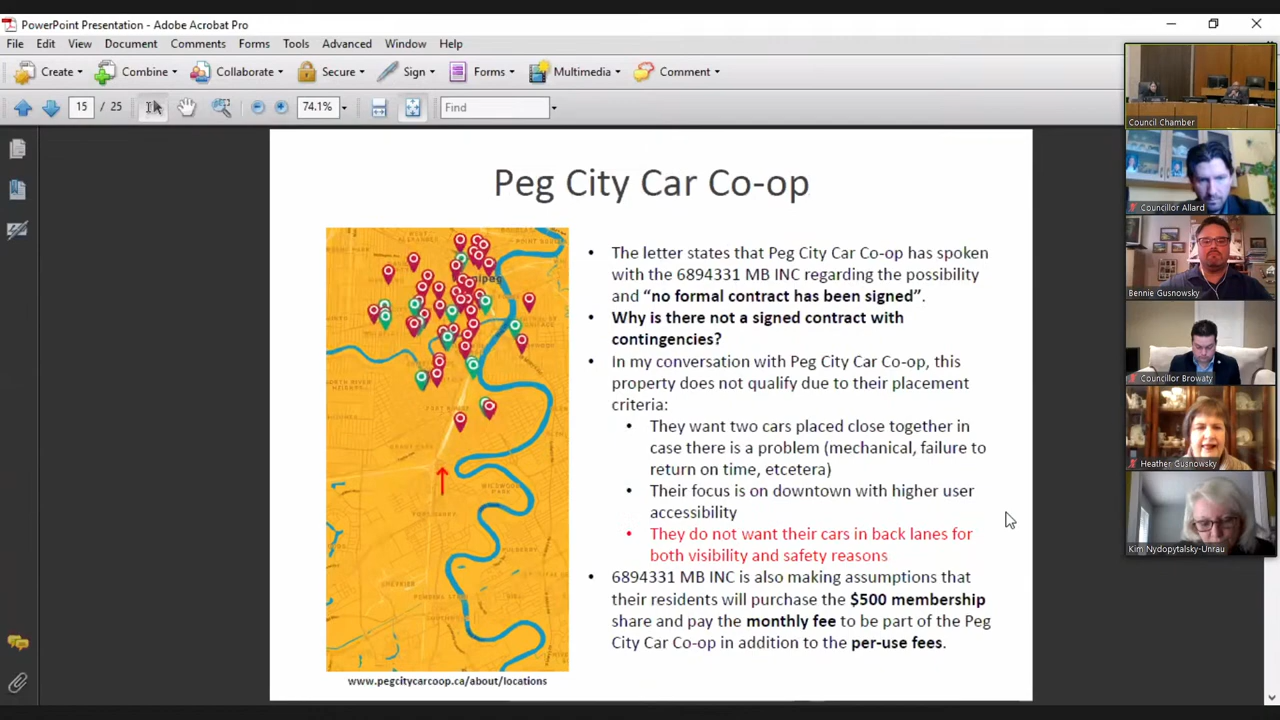 PowerPoint Presentation - Adobe Acrobat Pro
File Edit View Document Comments Forms Tools Advanced Window Help
Create Combine Collaborate Secure Sign Forms Multimedia Comment
15 / 25 74.1% Find
Peg City Car Co-op
• The letter states that Peg City Car Co-op has spoken
with the 6894331 MB INC regarding the possibility
and “no formal contract has been signed”.
• Why is there not a signed contract with
contingencies?
• In my conversation with Peg City Car Co-op, this
property does not qualify due to their placement
criteria:
• They want two cars placed close together in
case there is a problem (mechanical, failure to
return on time, etcetera)
• Their focus is on downtown with higher user
accessibility
• They do not want their cars in back lanes for
both visibility and safety reasons
• 6894331 MB INC is also making assumptions that
their residents will purchase the $500 membership
share and pay the monthly fee to be part of the Peg
City Car Co-op in addition to the per-use fees.
www.pegcitycarcoop.ca/about/locations
Council Chamber
Councillor Allard
Bennie Gusnowsky
Councillor Browaty
Heather Gusnowsky
Kim Nydopytalsky-Unrau